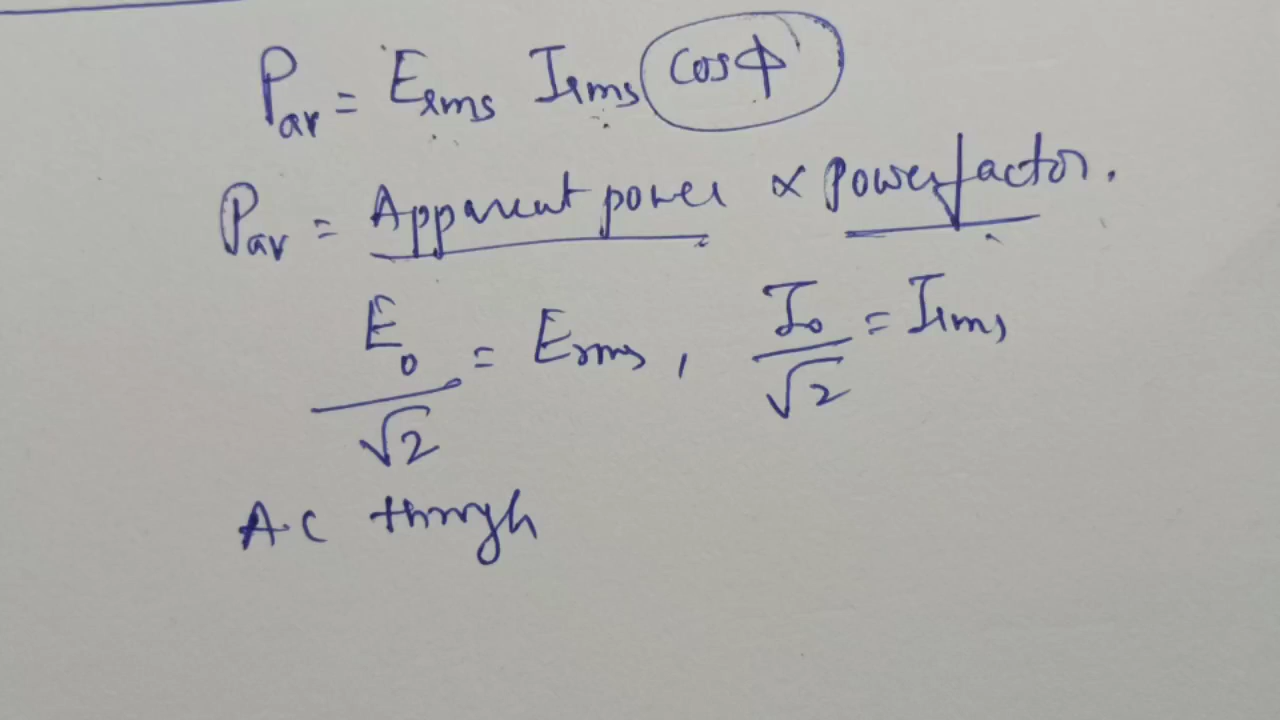 Pav = Erms Irms cosϕ
Pav = Apparent power × Powerfactor.
E₀/√2 = Erms, I₀/√2 = Irms
A.C through